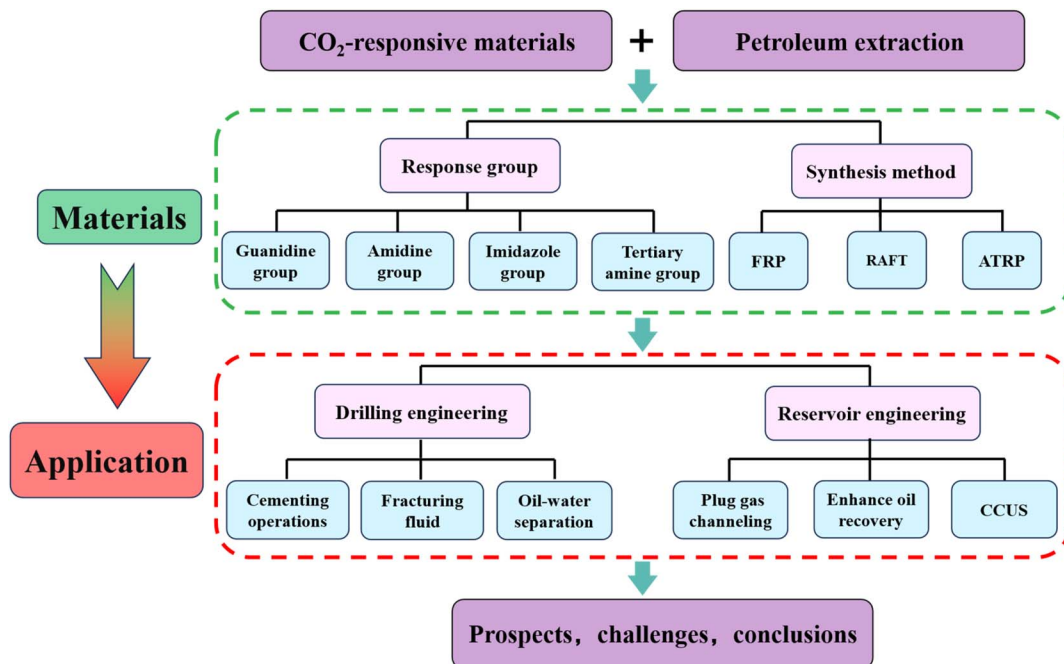 CO₂-responsive materials + Petroleum extraction
Response group
Synthesis method
Materials
Guanidine group
Amidine group
Imidazole group
Tertiary amine group
FRP
RAFT
ATRP
Drilling engineering
Reservoir engineering
Application
Cementing operations
Fracturing fluid
Oil-water separation
Plug gas channeling
Enhance oil recovery
CCUS
Prospects, challenges, conclusions